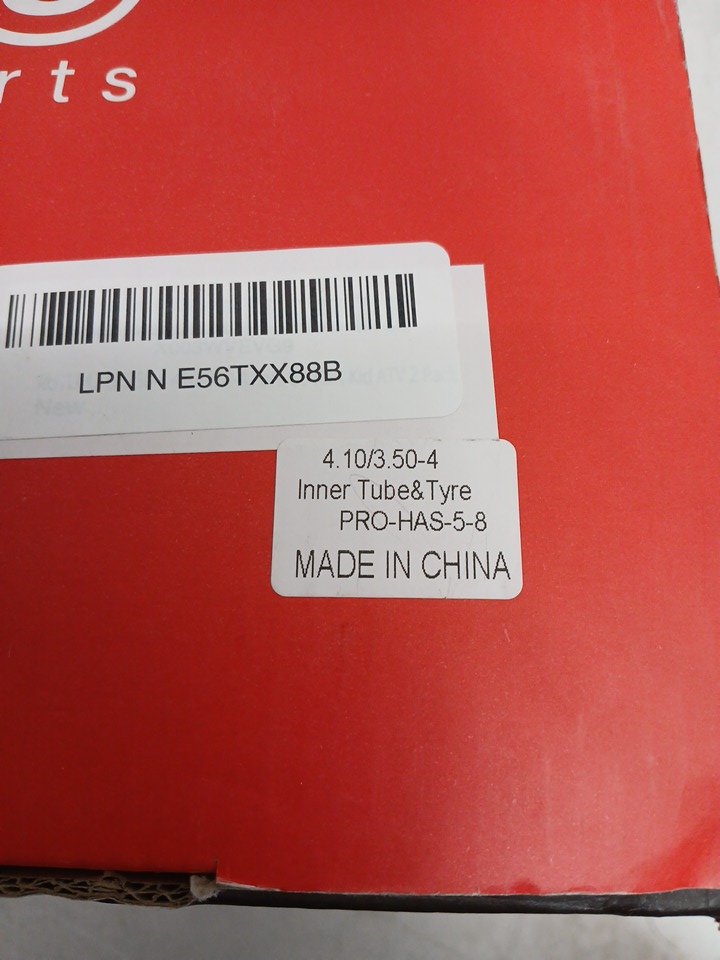 rts
LPN N E56TXX88B
New
4.10/3.50-4
Inner Tube&Tyre
PRO-HAS-5-8
MADE IN CHINA